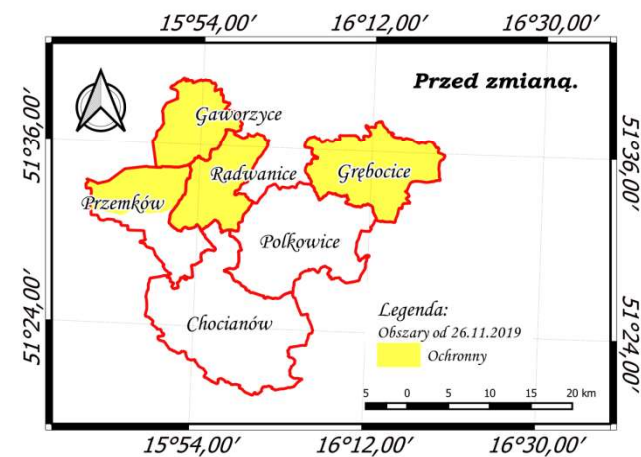 15°54,00' 16°12,00' 16°30,00'
Przed zmianą.
Gaworzyce
51°36,00' 51°36,00'
Radwanice Grębocice
Przemków
Polkowice
Legenda:
Chocianów
Obszary od 26.11.2019
51°24,00' 51°24,00'
Ochronny
5 0 5 10 15 20 km
15°54,00' 16°12,00' 16°30,00'